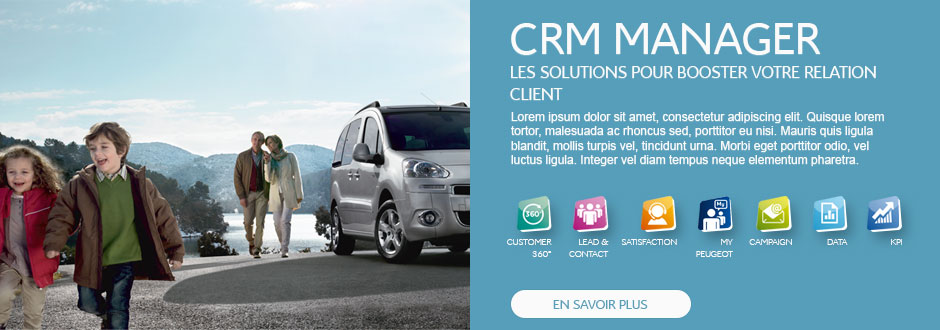 CRM MANAGER
LES SOLUTIONS POUR BOOSTER VOTRE RELATION
CLIENT
Lorem ipsum dolor sit amet, consectetur adipiscing elit. Quisque lorem
tortor, malesuada ac rhoncus sed, porttitor eu nisi. Mauris quis ligula
blandit, mollis turpis vel, tincidunt urna. Morbi eget porttitor odio, vel
luctus ligula. Integer vel diam tempus neque elementum pharetra.
360°
My
CUSTOMER
360°
LEAD &
CONTACT
SATISFACTION
MY
PEUGEOT
CAMPAIGN
DATA
KPI
EN SAVOIR PLUS